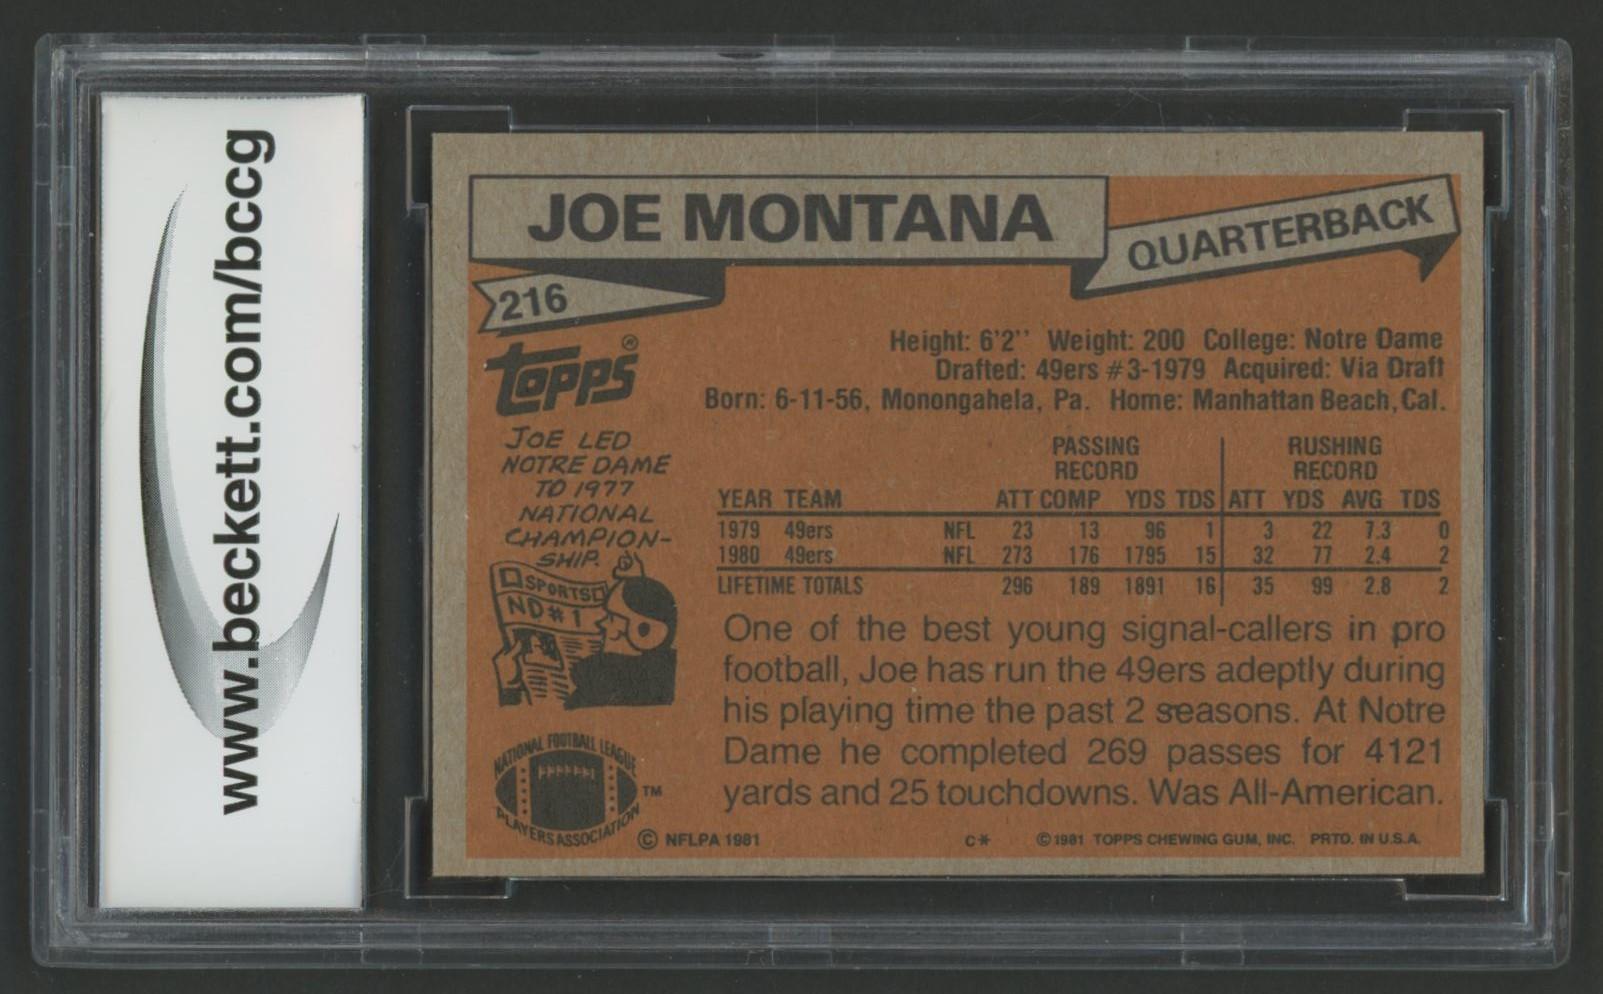 www.beckett.com/bccg
JOE MONTANA
QUARTERBACK
216
TOPPS®
Height: 6'2'' Weight: 200 College: Notre Dame
Drafted: 49ers #3-1979 Acquired: Via Draft
Born: 6-11-56, Monongahela, Pa. Home: Manhattan Beach, Cal.
JOE LED
NOTRE DAME
TO 1977
NATIONAL
CHAMPION-
SHIP.
SPORTS
ND#1
PASSING RUSHING
RECORD RECORD
YEAR TEAM ATT COMP YDS TDS ATT YDS AVG TDS
1979 49ers NFL 23 13 96 1 3 22 7.3 0
1980 49ers NFL 273 176 1795 15 32 77 2.4 2
LIFETIME TOTALS 296 189 1891 16 35 99 2.8 2
One of the best young signal-callers in pro
football, Joe has run the 49ers adeptly during
his playing time the past 2 seasons. At Notre
Dame he completed 269 passes for 4121
yards and 25 touchdowns. Was All-American.
NATIONAL FOOTBALL LEAGUE
PLAYERS ASSOCIATION
TM
© NFLPA 1981 C* © 1981 TOPPS CHEWING GUM, INC. PRTD. IN U.S.A.